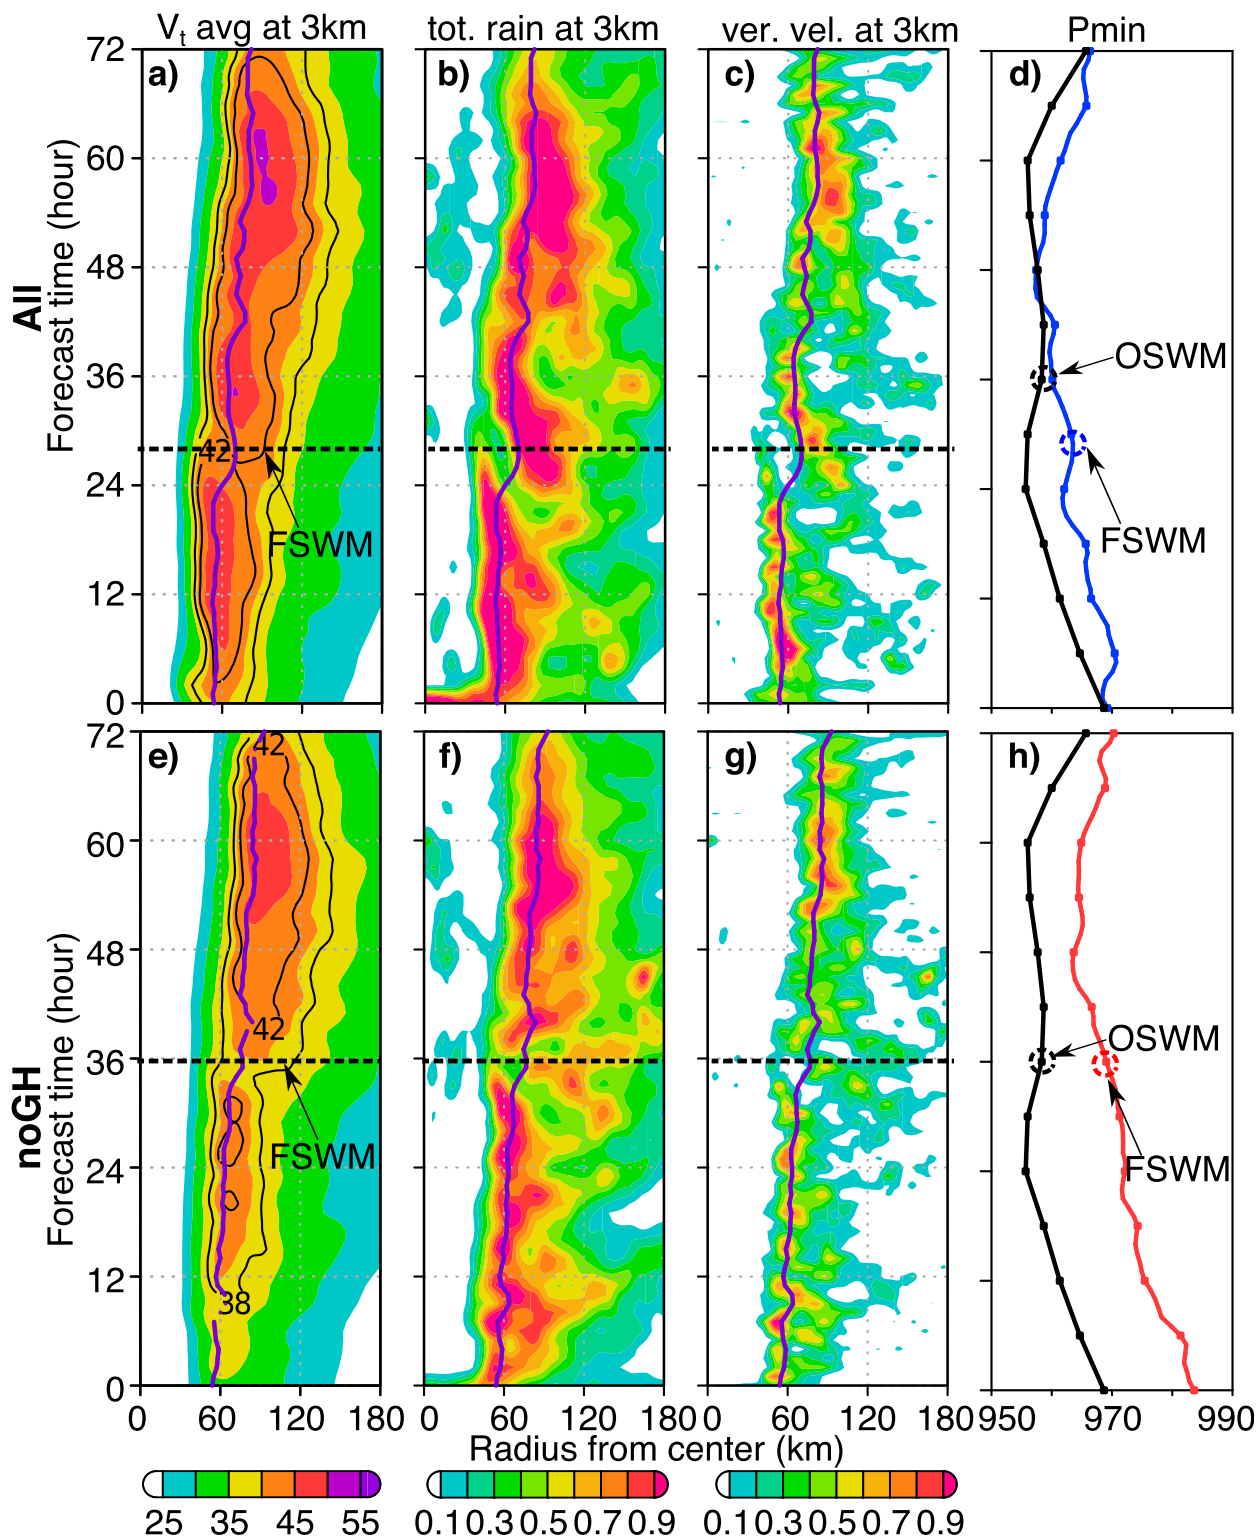 Vt avg at 3km
tot. rain at 3km
ver. vel. at 3km
Pmin
All
Forecast time (hour)
72
60
48
36
24
12
0
a)
42
FSWM
b)
c)
d)
OSWM
FSWM
noGH
Forecast time (hour)
72
60
48
36
24
12
0
e)
42
42
FSWM
38
f)
g)
h)
OSWM
FSWM
0 60 120 180
0 60 120 180
0 60 120 180
950 970 990
Radius from center (km)
25 35 45 55
0.1 0.3 0.5 0.7 0.9
0.1 0.3 0.5 0.7 0.9